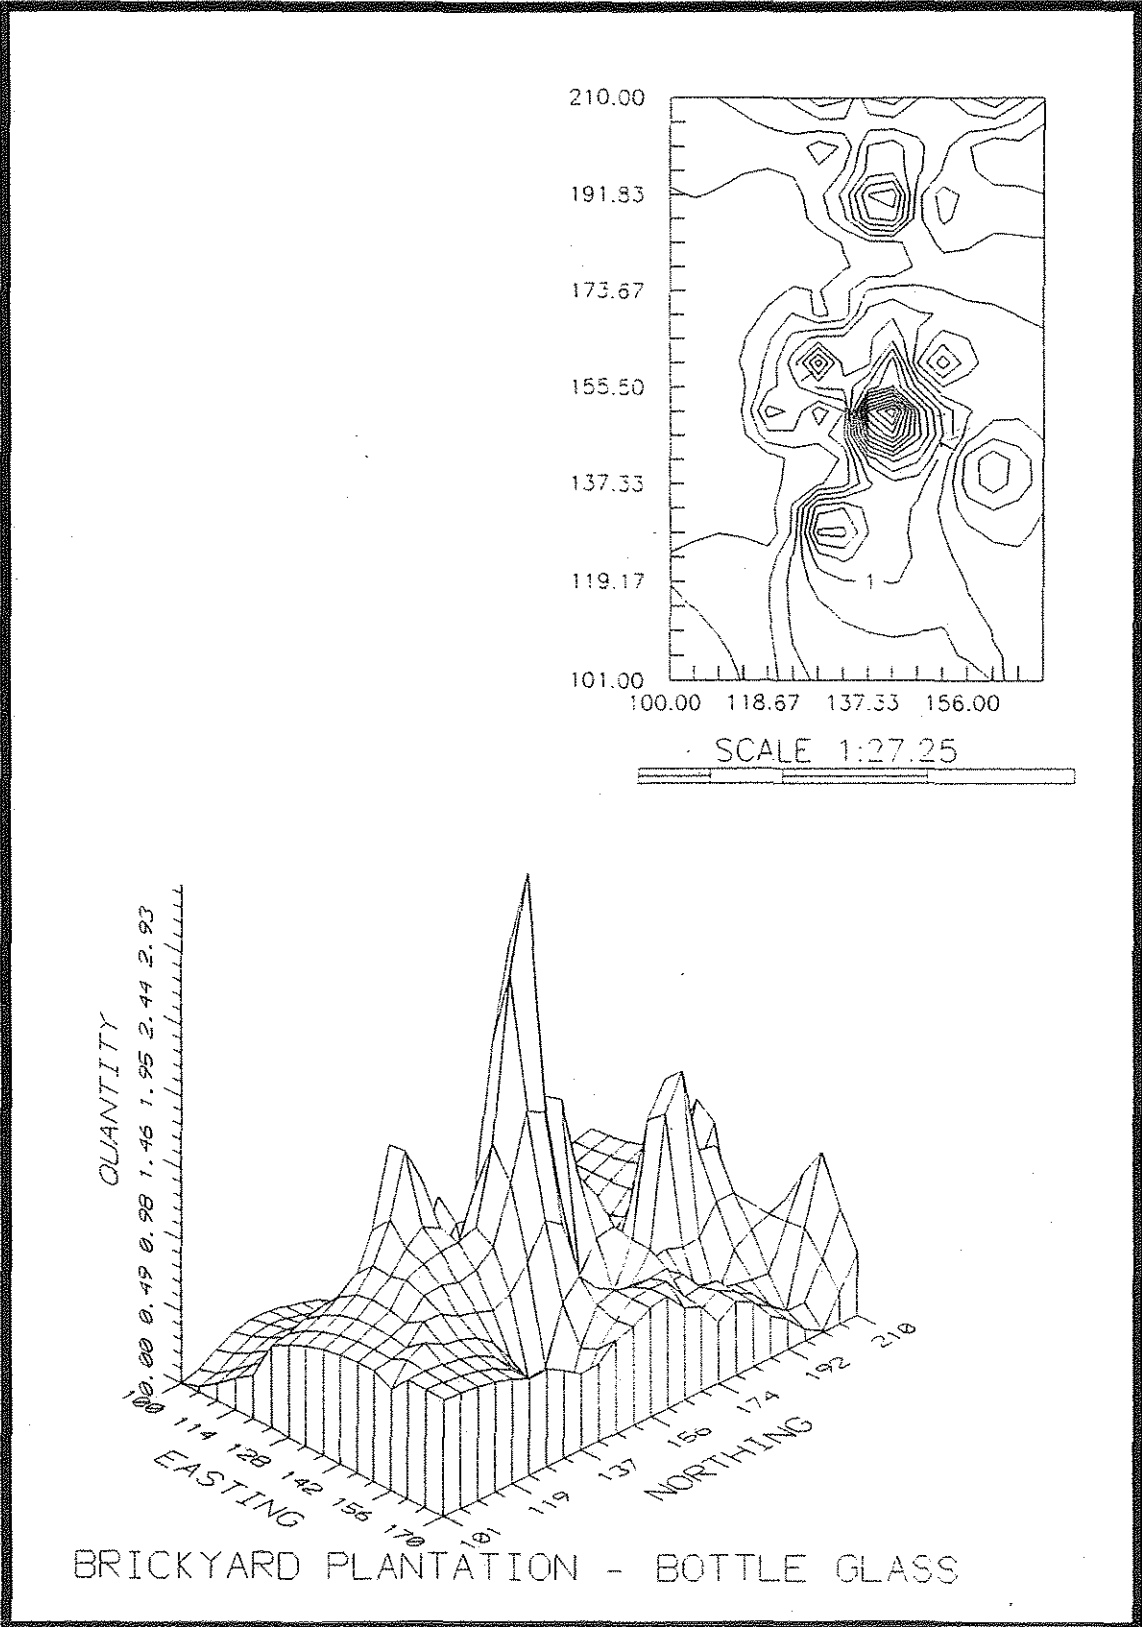 210.00
191.83
173.67
155.50
137.33
119.17
101.00
1
100.00 118.67 137.33 156.00
SCALE 1:27.25
QUANTITY
0.00 0.49 0.98 1.46 1.95 2.44 2.93
100 114 128 142 156 170
EASTING
101 119 137 156 174 192 210
NORTHING
BRICKYARD PLANTATION - BOTTLE GLASS